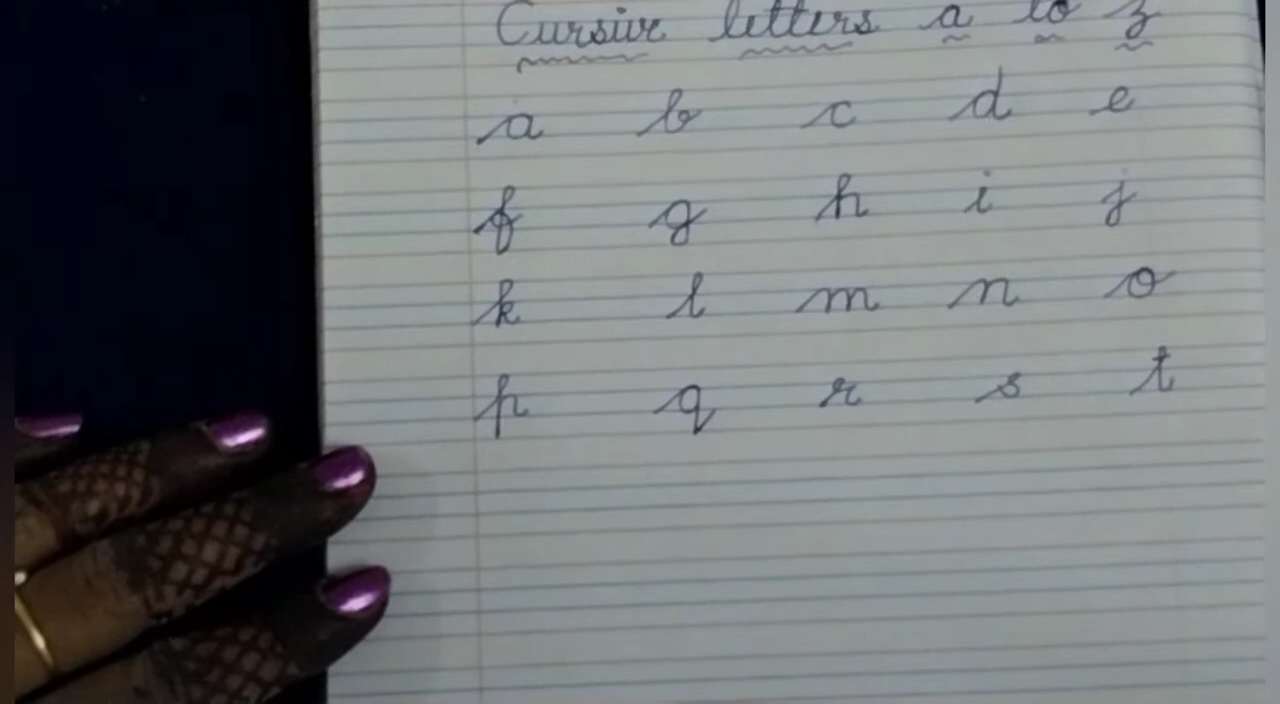 Cursive letters a to z
a b c d e
f g h i j
k l m n o
p q r s t